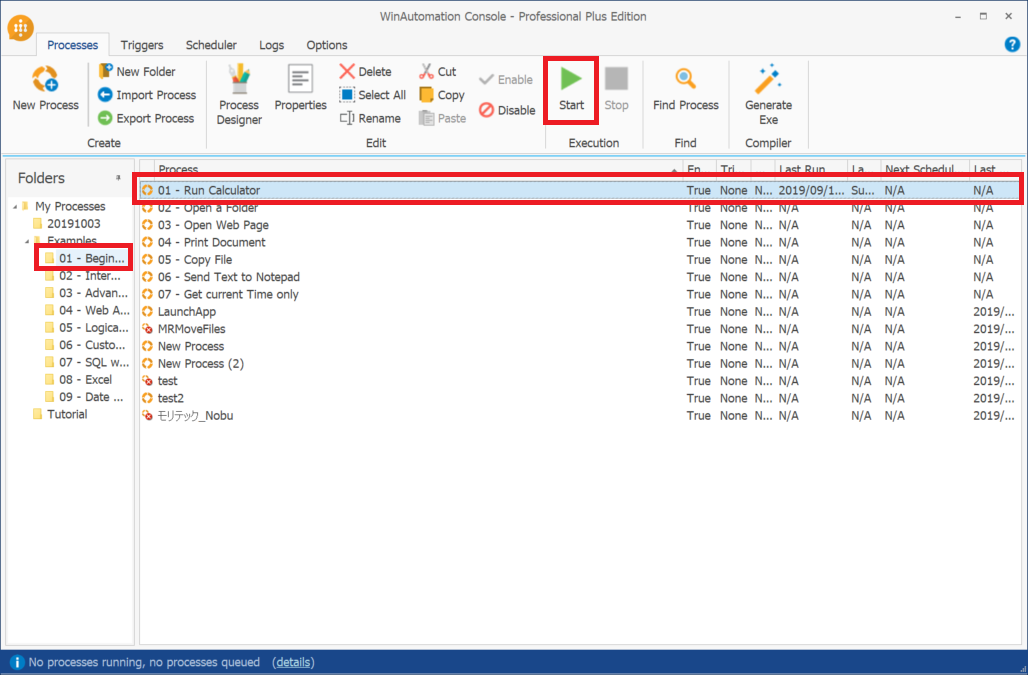 WinAutomation Console - Professional Plus Edition
Processes Triggers Scheduler Logs Options
New Process
New Folder
Import Process
Export Process
Create
Process Designer
Properties
Delete
Select All
Rename
Cut
Copy
Paste
Enable
Disable
Edit
Start
Stop
Execution
Find Process
Find
Generate Exe
Compiler
Folders
My Processes
20191003
Examples
01 - Begin...
02 - Inter...
03 - Advan...
04 - Web A...
05 - Logica...
06 - Custo...
07 - SQL w...
08 - Excel
09 - Date ...
Tutorial
Process En... Tri... Last Run La... Next Schedul... Last ...
01 - Run Calculator True None N... 2019/09/1... Su... N/A N/A
02 - Open a Folder True None N... N/A N/A N/A N/A
03 - Open Web Page True None N... N/A N/A N/A N/A
04 - Print Document True None N... N/A N/A N/A N/A
05 - Copy File True None N... N/A N/A N/A N/A
06 - Send Text to Notepad True None N... N/A N/A N/A N/A
07 - Get current Time only True None N... N/A N/A N/A N/A
LaunchApp True None N... N/A N/A N/A 2019/...
MRMoveFiles True None N... N/A N/A N/A 2019/...
New Process True None N... N/A N/A N/A 2019/...
New Process (2) True None N... N/A N/A N/A 2019/...
test True None N... N/A N/A N/A 2019/...
test2 True None N... N/A N/A N/A 2019/...
モリテック_Nobu True None N... N/A N/A N/A 2019/...
No processes running, no processes queued (details)